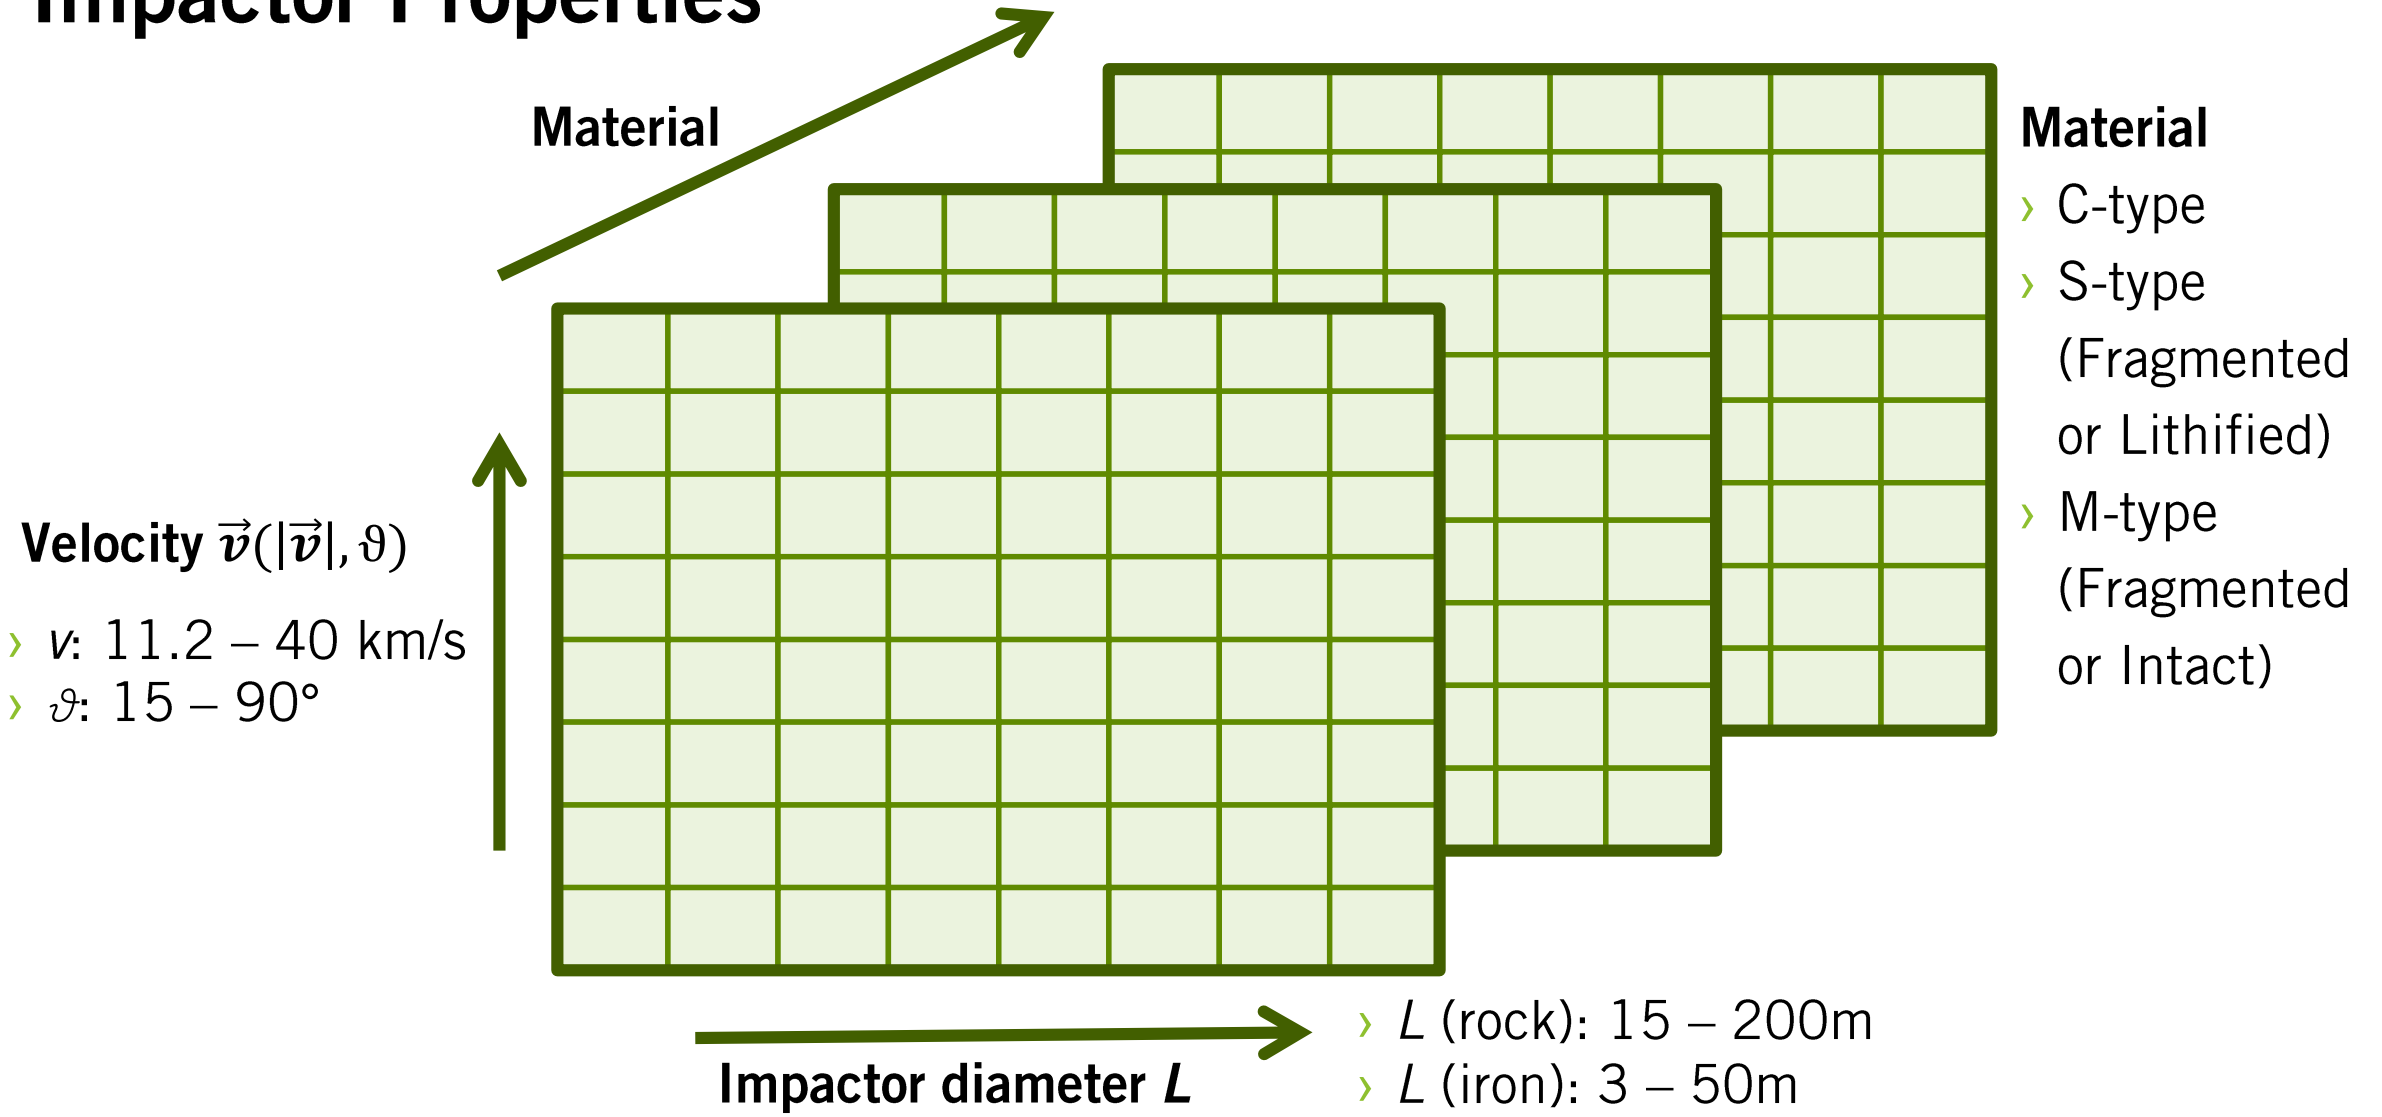 Impactor Properties
Material
Material
› C-type
› S-type
(Fragmented
or Lithified)
› M-type
(Fragmented
or Intact)
Velocity v⃗(|v⃗|, ϑ)
› v: 11.2 – 40 km/s
› ϑ: 15 – 90°
Impactor diameter L
› L (rock): 15 – 200m
› L (iron): 3 – 50m